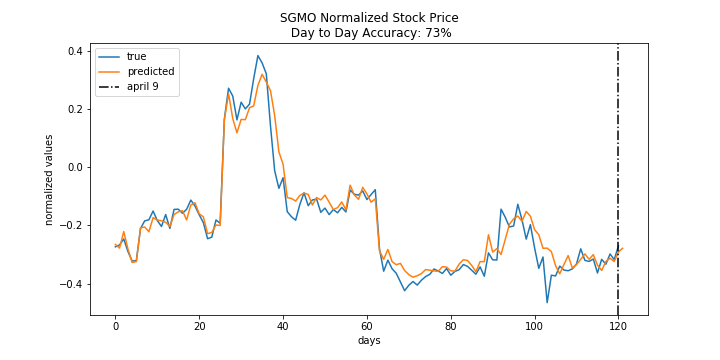 SGMO Normalized Stock Price
Day to Day Accuracy: 73%
true
predicted
april 9
normalized values
0.4
0.2
0.0
−0.2
−0.4
0
20
40
60
80
100
120
days